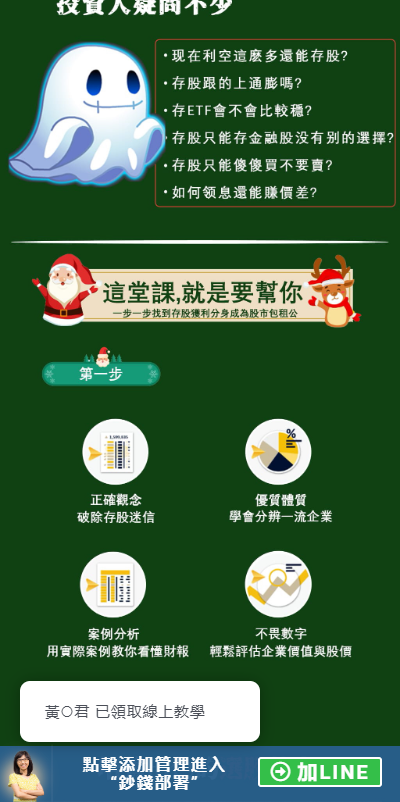 投資人疑問不少
•现在利空這麼多還能存股?
•存股跟的上通膨嗎?
•存ETF會不會比較穩?
•存股只能存金融股没有别的選擇?
•存股只能傻傻買不要賣?
•如何领息還能賺價差?
這堂課,就是要幫你
一步一步找到存股獲利分身成為股市包租公
第一步
1,500,035
正確觀念
破除存股迷信
%
優質體質
學會分辨一流企業
案例分析
用實際案例教你看懂財報
不畏數字
輕鬆評估企業價值與股價
黃○君 已領取線上教學
點擊添加管理進入
“鈔錢部署”
加LINE